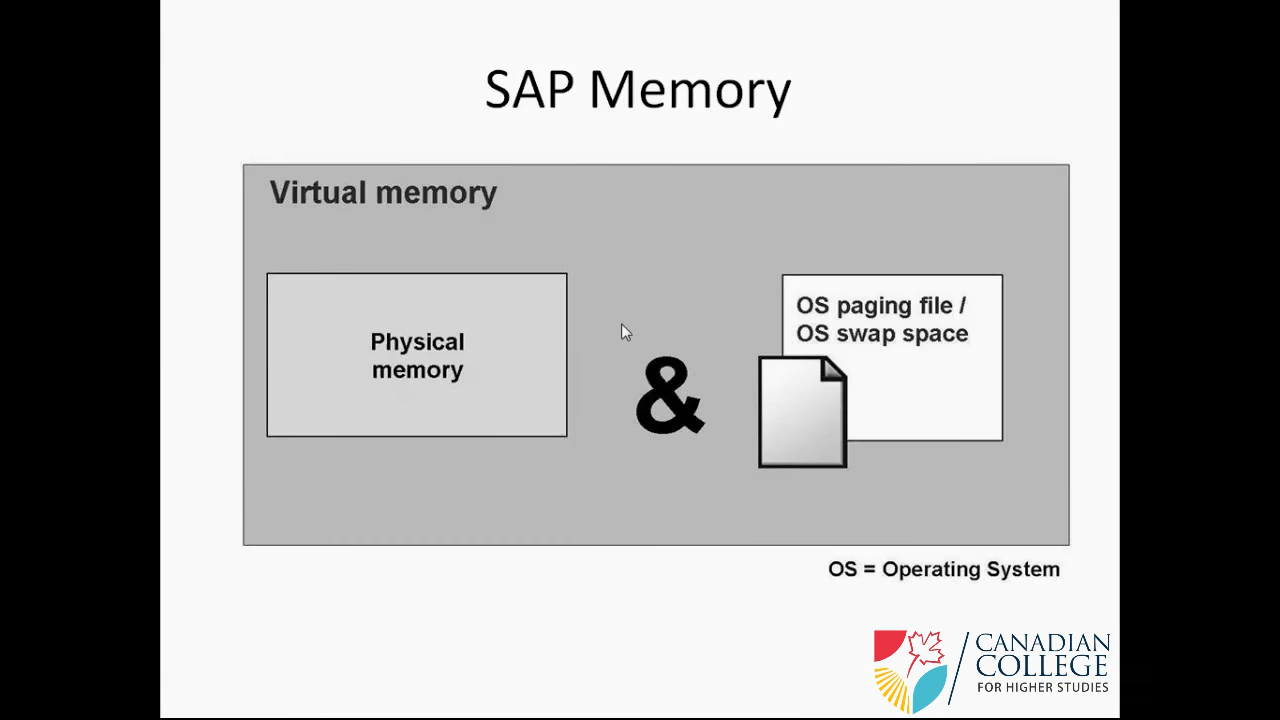 SAP Memory
Virtual memory
Physical
memory
&
OS paging file /
OS swap space
OS = Operating System
CANADIAN
COLLEGE
FOR HIGHER STUDIES